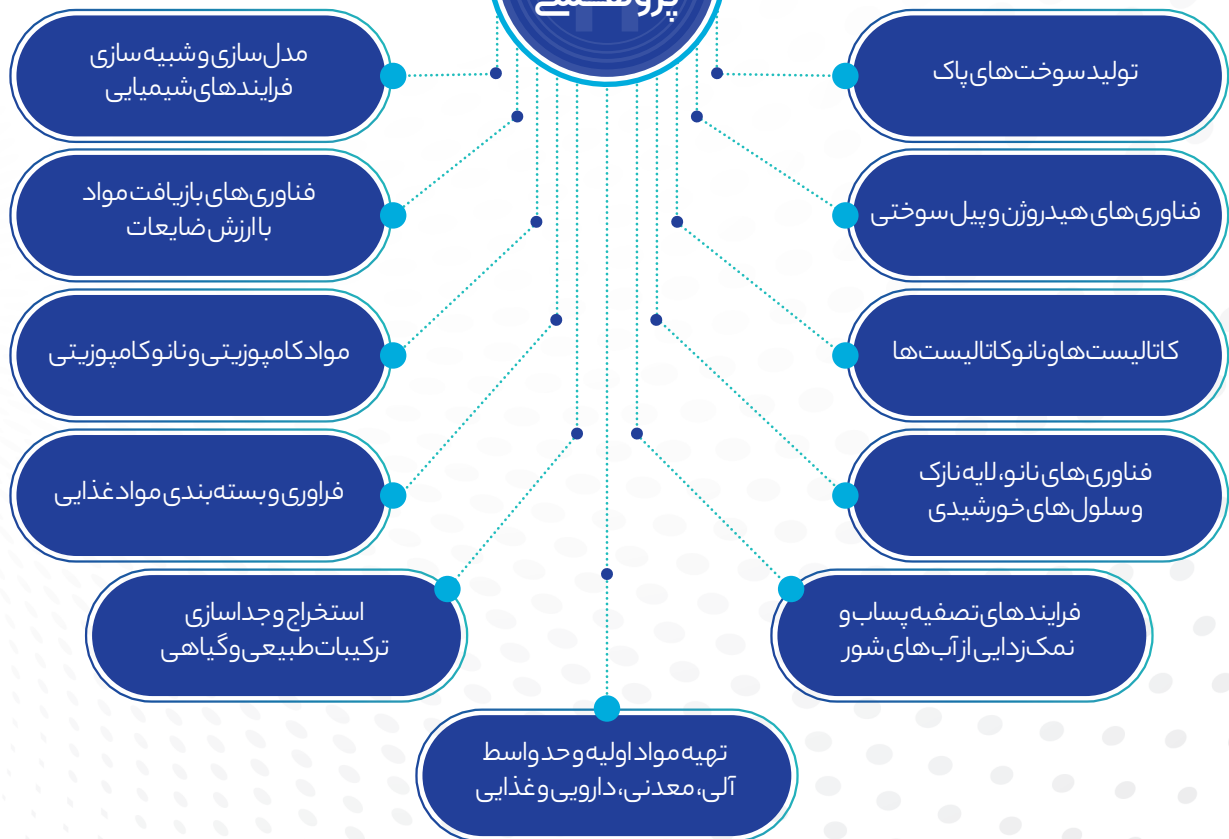 پژوهشی
تولید سوخت‌های پاک
فناوری‌های هیدروژن و پیل سوختی
کاتالیست‌ها و نانوکاتالیست‌ها
فناوری‌های نانو، لایه نازک
و سلول‌های خورشیدی
فرایندهای تصفیه پساب و
نمک‌زدایی از آب‌های شور
مدل‌سازی و شبیه سازی
فرایندهای شیمیایی
فناوری‌های بازیافت مواد
با ارزش ضایعات
مواد کامپوزیتی و نانو کامپوزیتی
فراوری و بسته‌بندی مواد غذایی
استخراج و جداسازی
ترکیبات طبیعی و گیاهی
تهیه مواد اولیه و حد واسط
آلی، معدنی، دارویی و غذایی